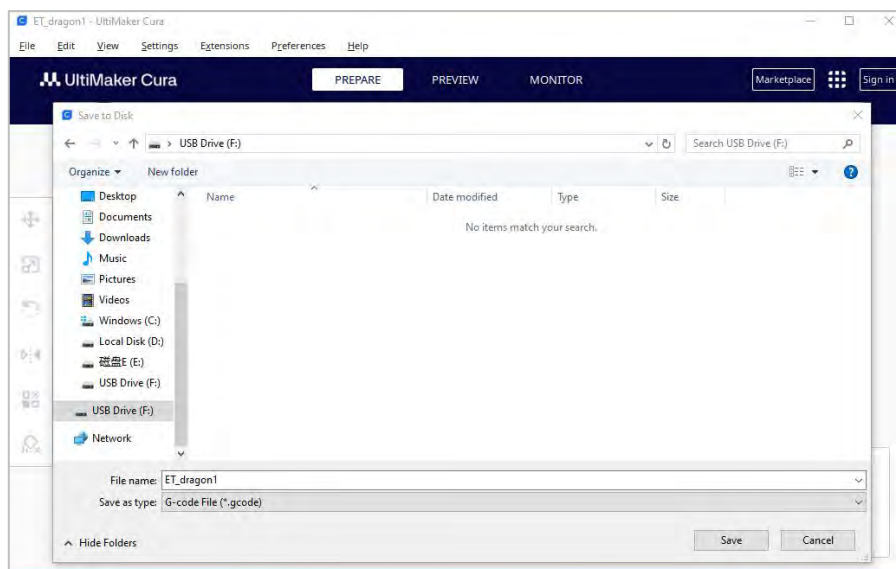 ET_dragon1 - UltiMaker Cura
File Edit View Settings Extensions Preferences Help
UltiMaker Cura PREPARE PREVIEW MONITOR Marketplace Sign in
Save to Disk
USB Drive (F:) Search USB Drive (F:)
Organize New folder
Name Date modified Type Size
No items match your search.
Desktop
Documents
Downloads
Music
Pictures
Videos
Windows (C:)
Local Disk (D:)
磁盘E (E:)
USB Drive (F:)
USB Drive (F:)
Network
File name: ET_dragon1
Save as type: G-code File (*.gcode)
Hide Folders Save Cancel